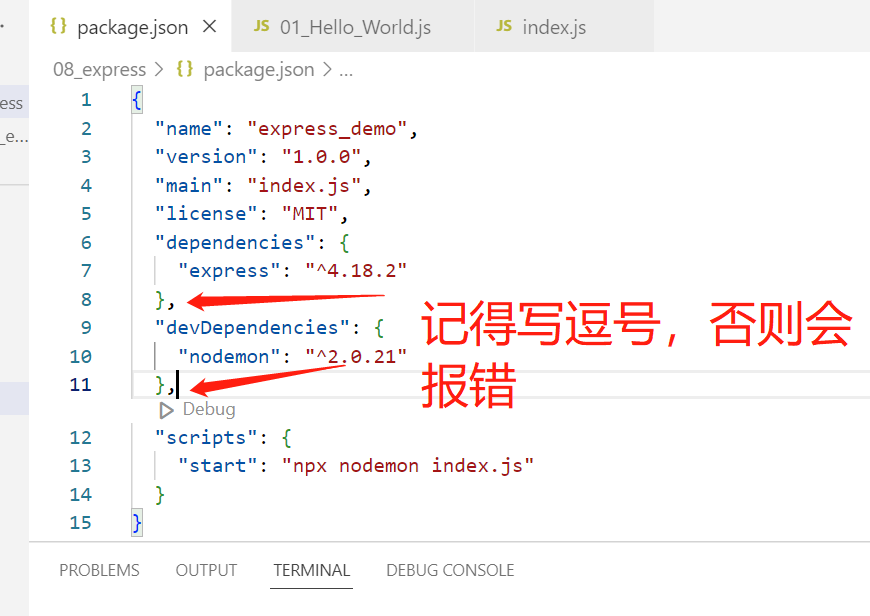 package.json
JS 01_Hello_World.js
JS index.js
08_express > {} package.json > ...
ess
_e...
1 {
2 "name": "express_demo",
3 "version": "1.0.0",
4 "main": "index.js",
5 "license": "MIT",
6 "dependencies": {
7 "express": "^4.18.2"
8 },
9 "devDependencies": {
10 "nodemon": "^2.0.21"
11 },
记得写逗号，否则会
报错
Debug
12 "scripts": {
13 "start": "npx nodemon index.js"
14 }
15 }
PROBLEMS OUTPUT TERMINAL DEBUG CONSOLE